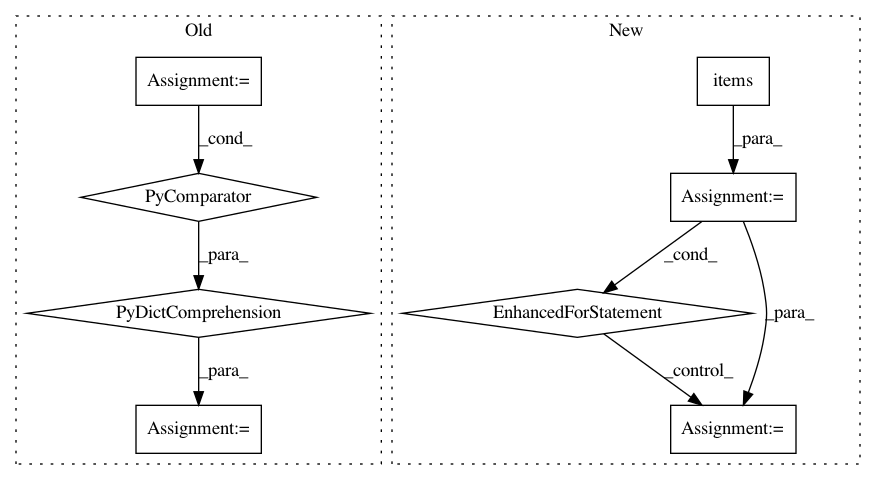 Old
New
Assignment:=
items
_cond_
_para_
PyComparator
Assignment:=
_para_
_cond_
PyDictComprehension
EnhancedForStatement
_para_
_para_
_control_
Assignment:=
Assignment:=